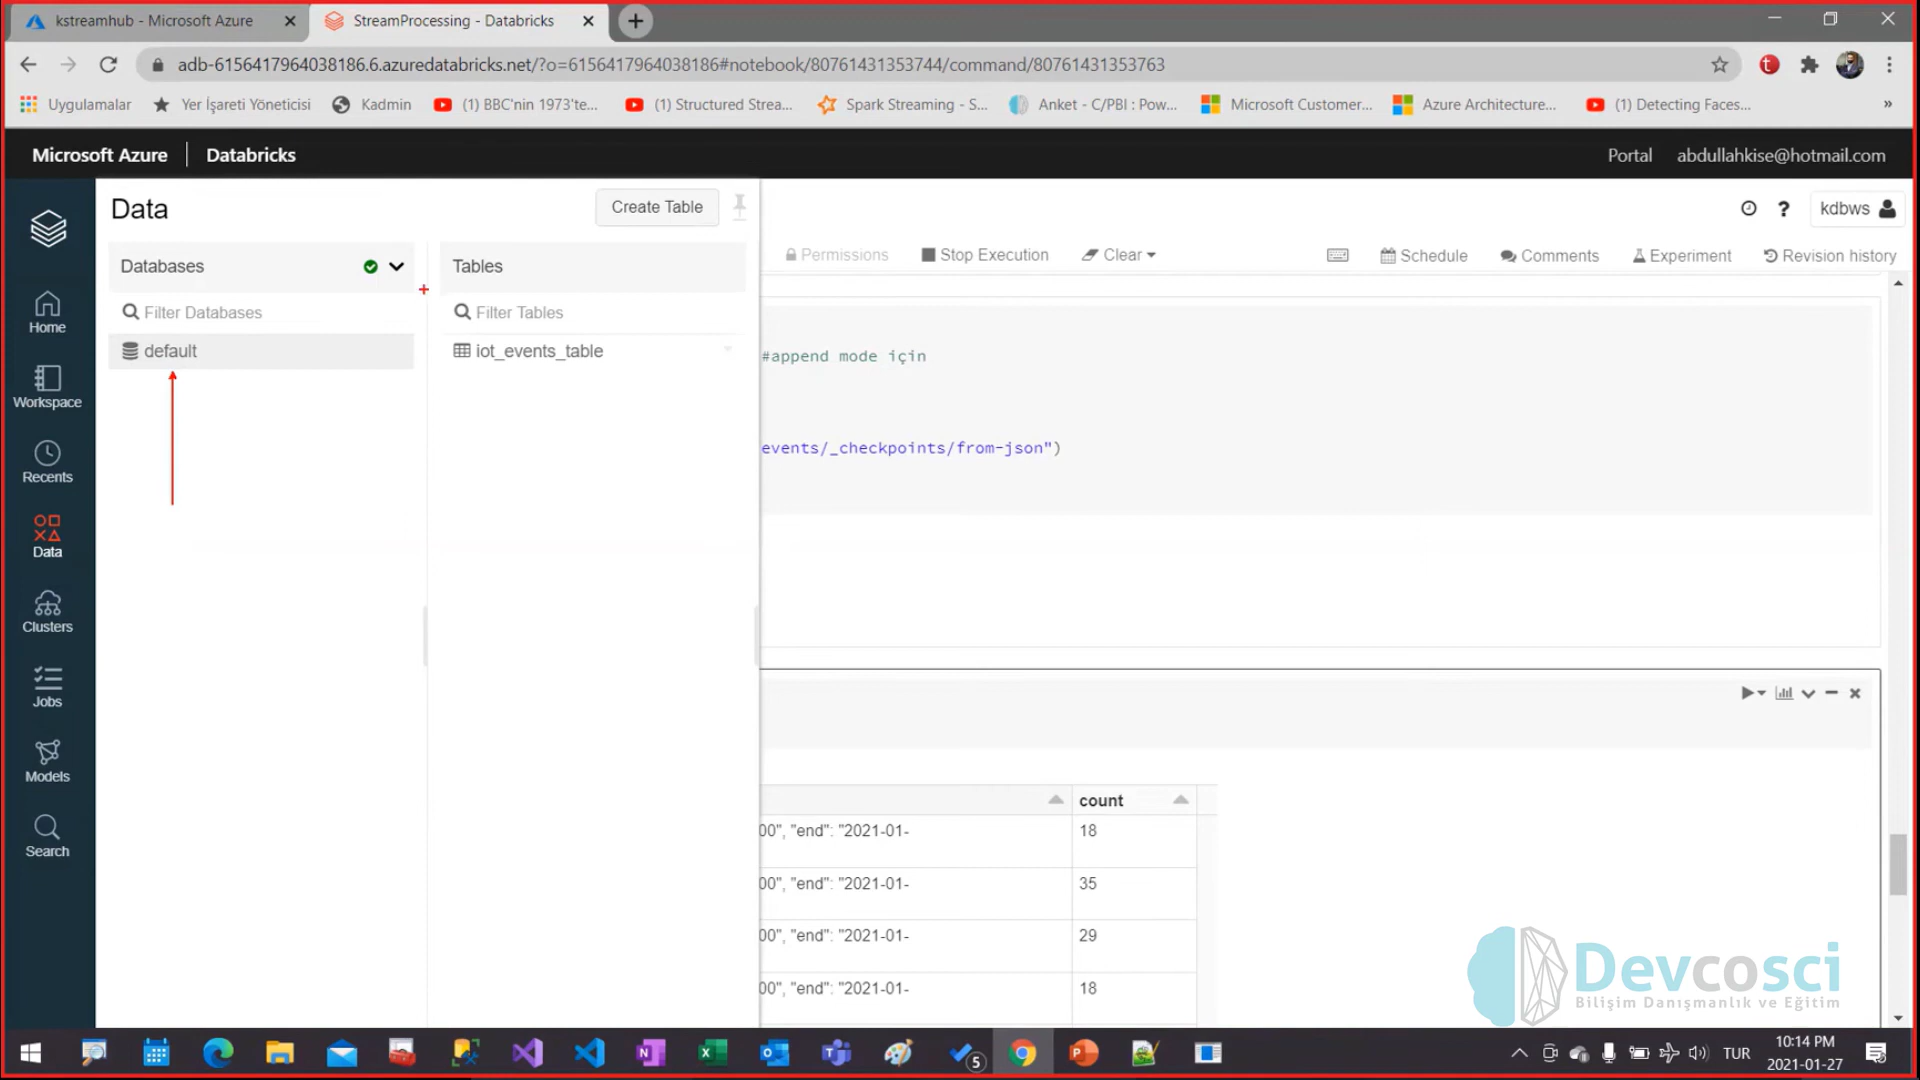 kstreamhub - Microsoft Azure
StreamProcessing - Databricks
adb-6156417964038186.6.azuredatabricks.net/?o=6156417964038186#notebook/80761431353744/command/80761431353763
Uygulamalar
Yer İşareti Yöneticisi
Kadmin
(1) BBC'nin 1973'te...
(1) Structured Strea...
Spark Streaming - S...
Anket - C/PBI : Pow...
Microsoft Customer...
Azure Architecture...
(1) Detecting Faces...
»
Microsoft Azure
Databricks
Portal
abdullahkise@hotmail.com
Data
Create Table
? kdbws
Permissions
Stop Execution
Clear
Schedule
Comments
Experiment
Revision history
Databases
Tables
Filter Databases
Filter Tables
default
iot_events_table
Home
Workspace
Recents
Data
Clusters
Jobs
Models
Search
#append mode için
events/_checkpoints/from-json")
count
00", "end": "2021-01-
18
00", "end": "2021-01-
35
00", "end": "2021-01-
29
00", "end": "2021-01-
18
Devcosci
Bilişim Danışmanlık ve Eğitim
5
TUR
10:14 PM
2021-01-27